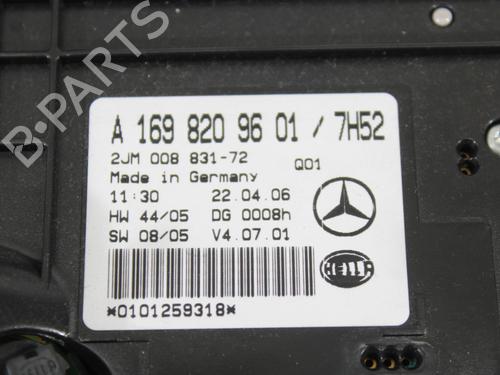 A 169 820 96 01 / 7H52
2JM 008 831-72 Q01
Made in Germany
11:30 22.04.06
HW 44/05 DG 0008h
SW 08/05 V4.07.01
HELLA
*0101259318*